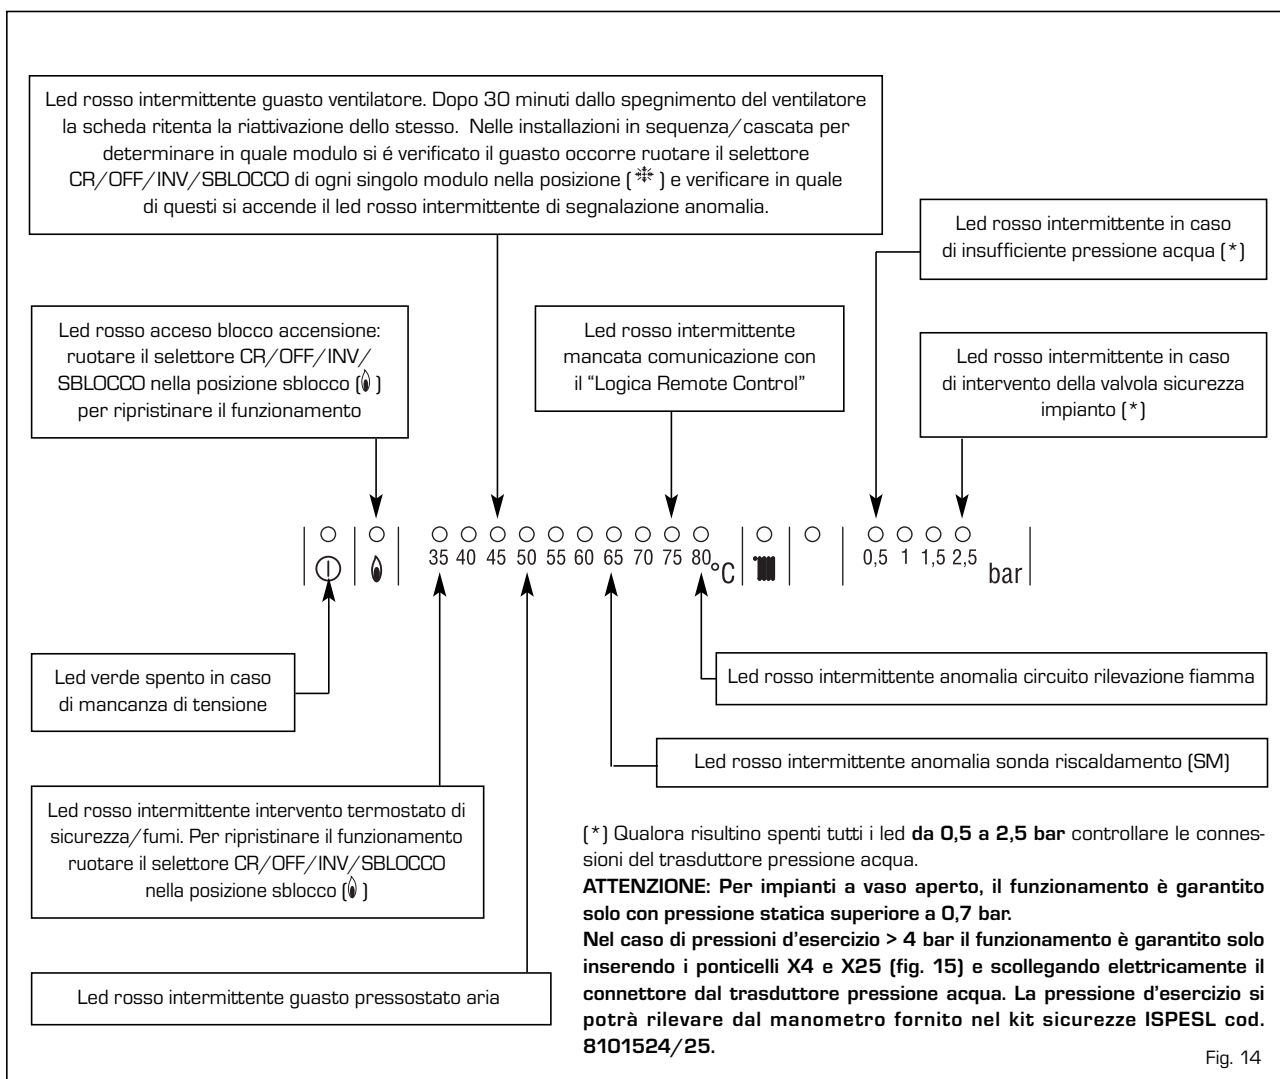 Led rosso intermittente guasto ventilatore. Dopo 30 minuti dallo spegnimento del ventilatore
la scheda ritenta la riattivazione dello stesso. Nelle installazioni in sequenza/cascata per
determinare in quale modulo si é verificato il guasto occorre ruotare il selettore
CR/OFF/INV/SBLOCCO di ogni singolo modulo nella posizione ( ) e verificare in quale
di questi si accende il led rosso intermittente di segnalazione anomalia.
Led rosso intermittente in caso
di insufficiente pressione acqua (*)
Led rosso acceso blocco accensione:
ruotare il selettore CR/OFF/INV/
SBLOCCO nella posizione sblocco ( )
per ripristinare il funzionamento
Led rosso intermittente
mancata comunicazione con
il “Logica Remote Control”
Led rosso intermittente in caso
di intervento della valvola sicurezza
impianto (*)
35 40 45 50 55 60 65 70 75 80 °C 0,5 1 1,5 2,5 bar
Led verde spento in caso
di mancanza di tensione
Led rosso intermittente anomalia circuito rilevazione fiamma
Led rosso intermittente anomalia sonda riscaldamento (SM)
Led rosso intermittente intervento termostato di
sicurezza/fumi. Per ripristinare il funzionamento
ruotare il selettore CR/OFF/INV/SBLOCCO
nella posizione sblocco ( )
Led rosso intermittente guasto pressostato aria
(*) Qualora risultino spenti tutti i led da 0,5 a 2,5 bar controllare le connes-
sioni del trasduttore pressione acqua.
ATTENZIONE: Per impianti a vaso aperto, il funzionamento è garantito
solo con pressione statica superiore a 0,7 bar.
Nel caso di pressioni d’esercizio > 4 bar il funzionamento è garantito solo
inserendo i ponticelli X4 e X25 (fig. 15) e scollegando elettricamente il
connettore dal trasduttore pressione acqua. La pressione d’esercizio si
potrà rilevare dal manometro fornito nel kit sicurezze ISPESL cod.
8101524/25.
Fig. 14